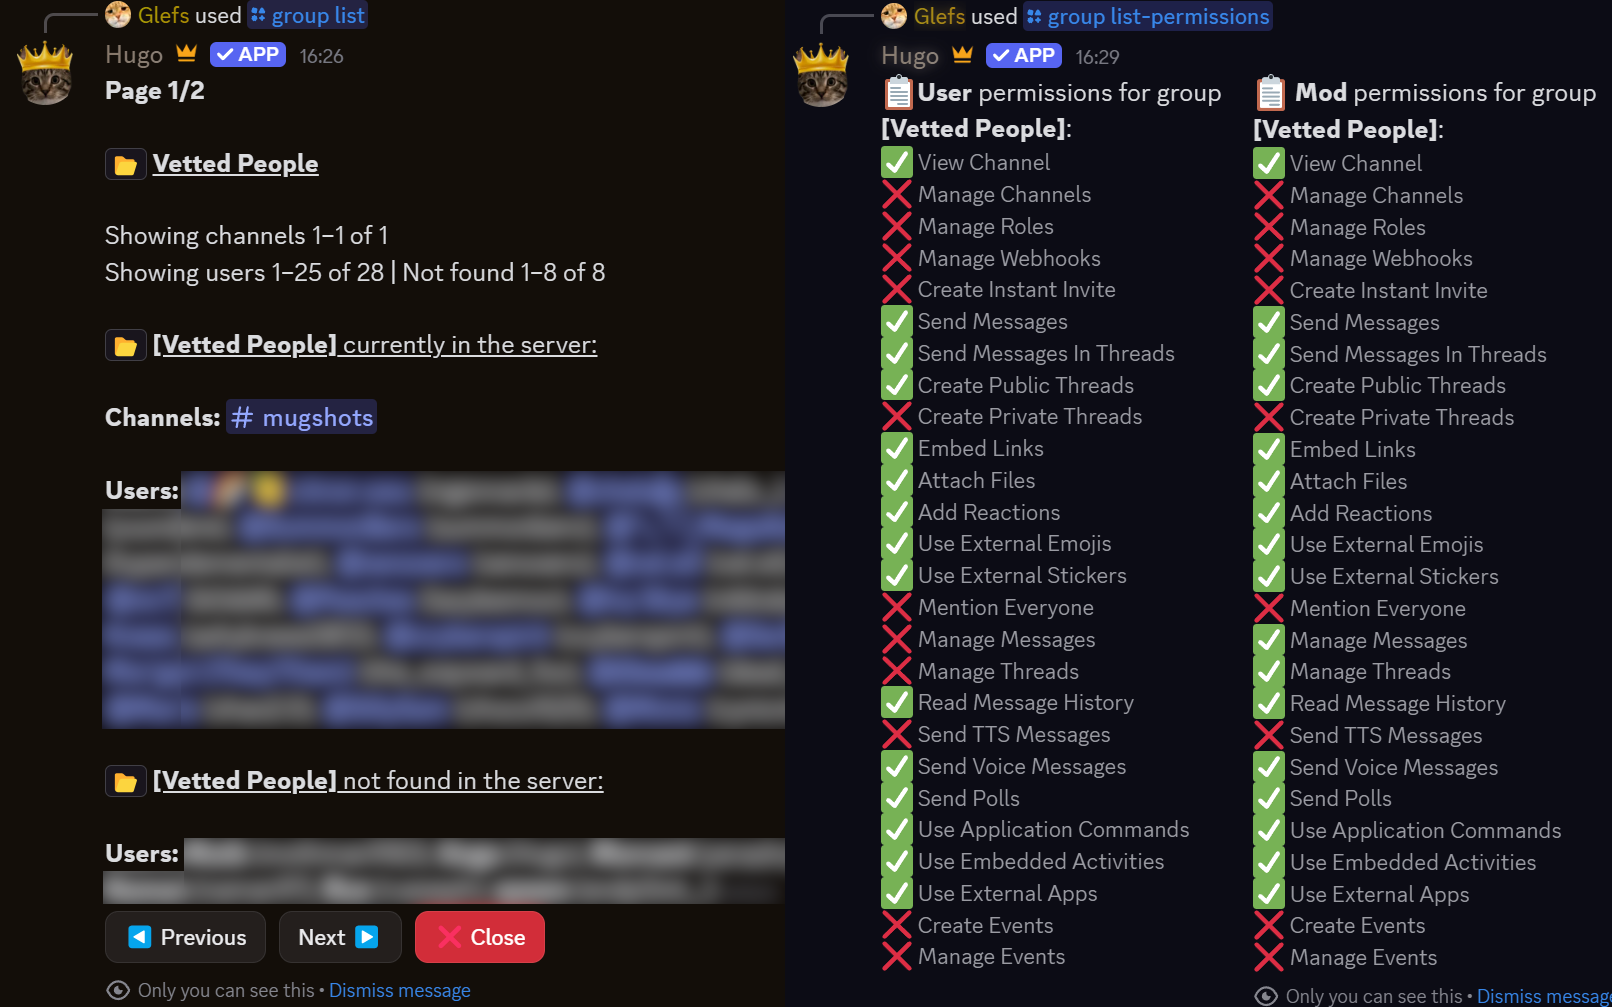 Glefs used group list
Hugo APP 16:26
Page 1/2
Vetted People
Showing channels 1–1 of 1
Showing users 1–25 of 28 | Not found 1–8 of 8
[Vetted People] currently in the server:
Channels: # mugshots
Users:
[Vetted People] not found in the server:
Users:
Previous
Next
Close
Only you can see this • Dismiss message
Glefs used group list-permissions
Hugo APP 16:29
User permissions for group
[Vetted People]:
View Channel
Manage Channels
Manage Roles
Manage Webhooks
Create Instant Invite
Send Messages
Send Messages In Threads
Create Public Threads
Create Private Threads
Embed Links
Attach Files
Add Reactions
Use External Emojis
Use External Stickers
Mention Everyone
Manage Messages
Manage Threads
Read Message History
Send TTS Messages
Send Voice Messages
Send Polls
Use Application Commands
Use Embedded Activities
Use External Apps
Create Events
Manage Events
Mod permissions for group
[Vetted People]:
View Channel
Manage Channels
Manage Roles
Manage Webhooks
Create Instant Invite
Send Messages
Send Messages In Threads
Create Public Threads
Create Private Threads
Embed Links
Attach Files
Add Reactions
Use External Emojis
Use External Stickers
Mention Everyone
Manage Messages
Manage Threads
Read Message History
Send TTS Messages
Send Voice Messages
Send Polls
Use Application Commands
Use Embedded Activities
Use External Apps
Create Events
Manage Events
Only you can see this • Dismiss message